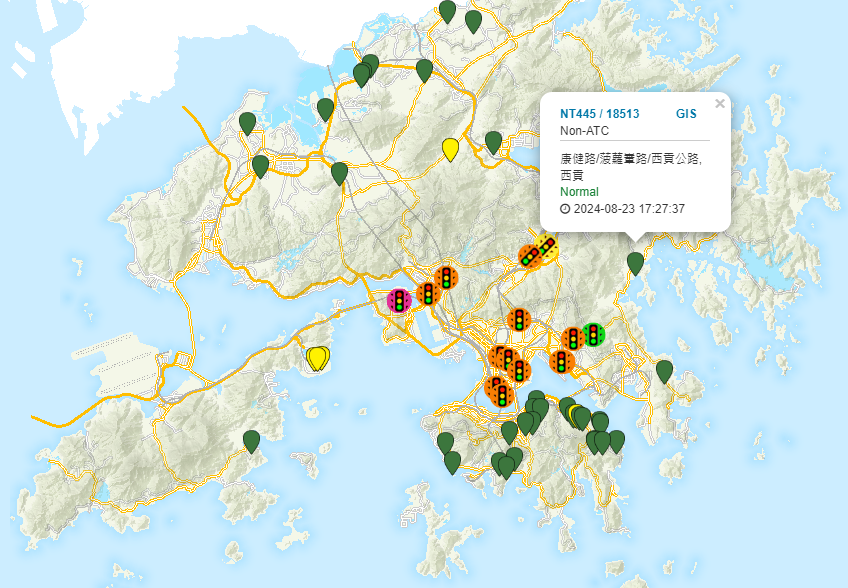 ×
NT445 / 18513 GIS
Non-ATC
康健路/菠蘿輋路/西貢公路,
西貢
Normal
2024-08-23 17:27:37